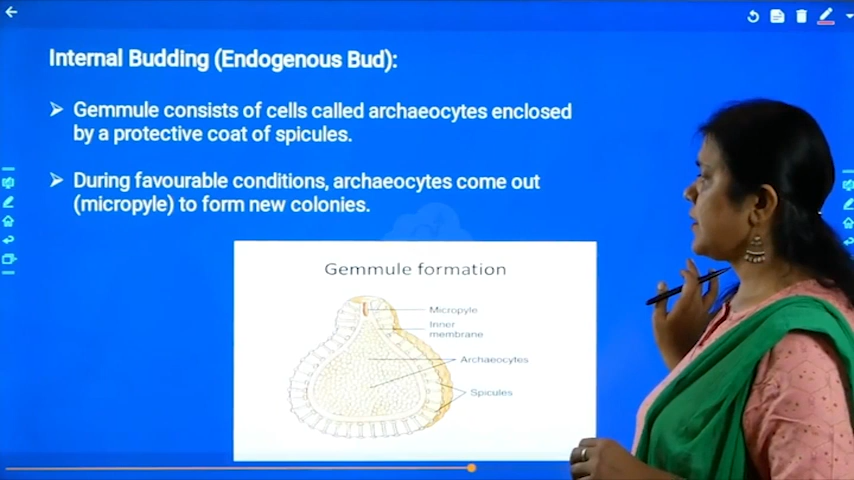 Internal Budding (Endogenous Bud):
➢ Gemmule consists of cells called archaeocytes enclosed
by a protective coat of spicules.
➢ During favourable conditions, archaeocytes come out
(micropyle) to form new colonies.
Gemmule formation
Micropyle
Inner
membrane
Archaeocytes
Spicules